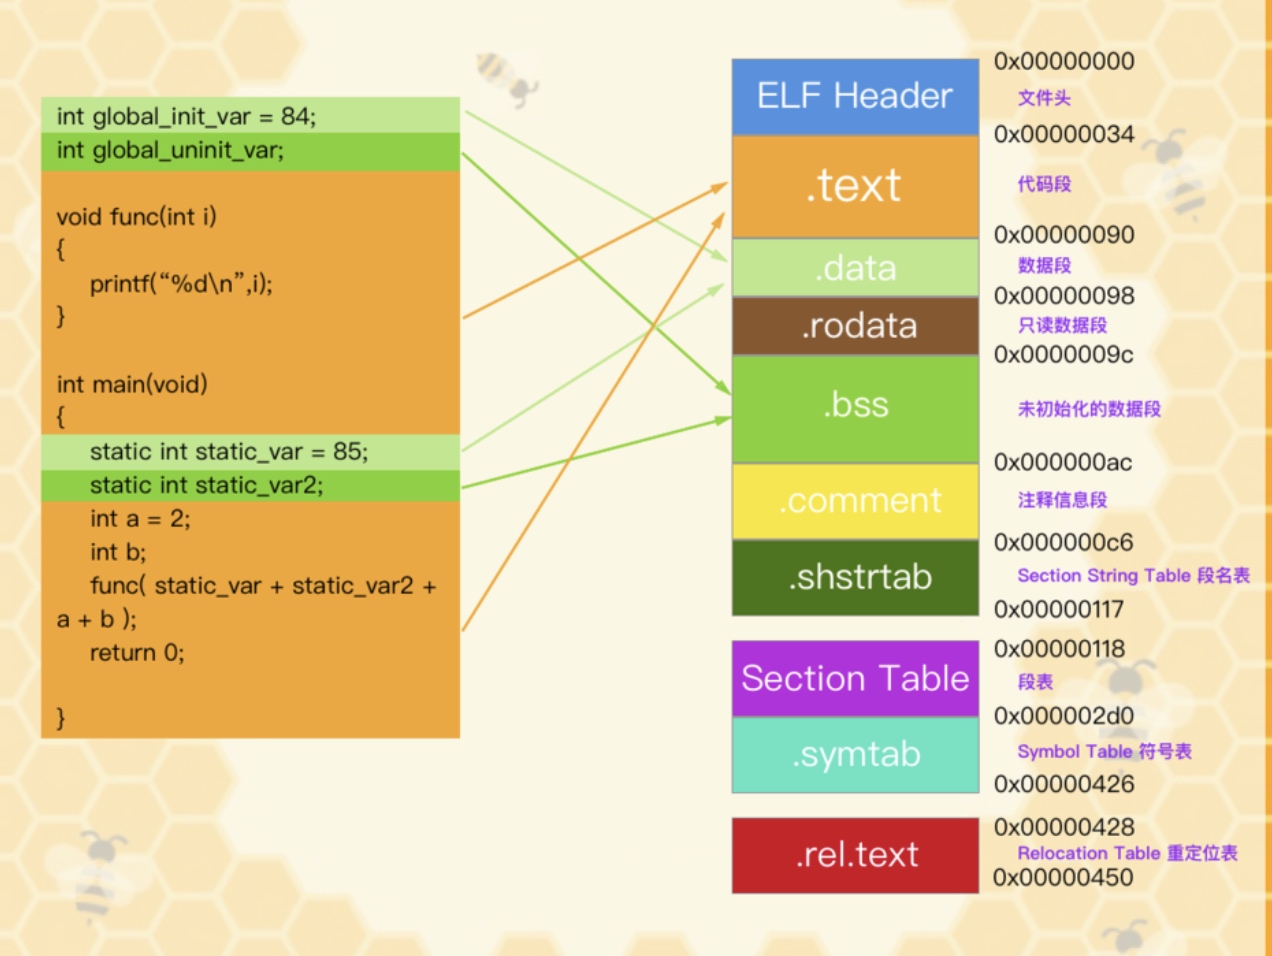 int global_init_var = 84;
int global_uninit_var;
void func(int i)
{
printf(“%d\n”,i);
}
int main(void)
{
static int static_var = 85;
static int static_var2;
int a = 2;
int b;
func( static_var + static_var2 +
a + b );
return 0;
}
ELF Header
0x00000000
文件头
0x00000034
.text
代码段
0x00000090
.data
数据段
0x00000098
.rodata
只读数据段
0x0000009c
.bss
未初始化的数据段
0x000000ac
.comment
注释信息段
0x000000c6
.shstrtab
Section String Table 段名表
0x00000117
0x00000118
Section Table
段表
0x000002d0
.symtab
Symbol Table 符号表
0x00000426
0x00000428
.rel.text
Relocation Table 重定位表
0x00000450